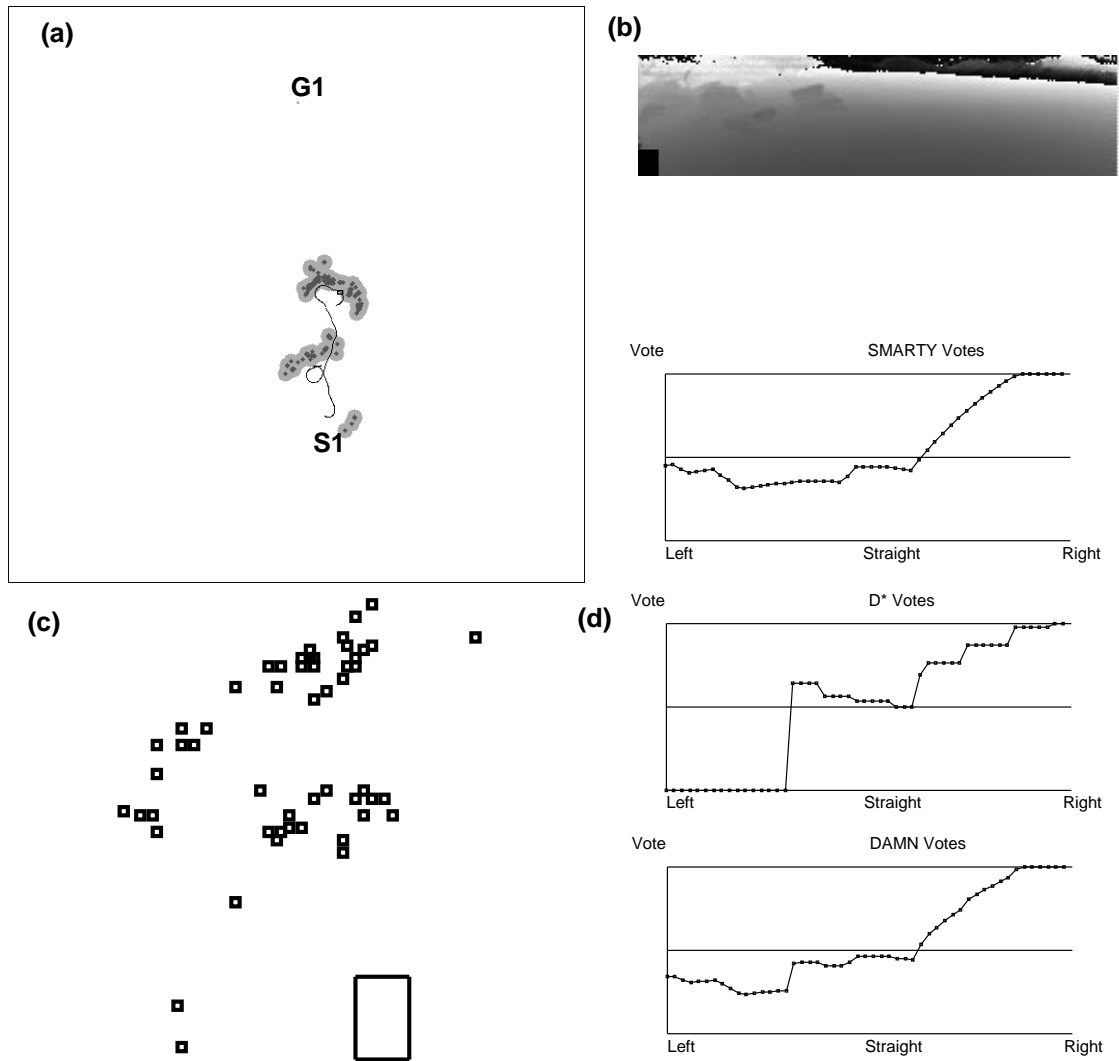 (a)
G1
S1
(b)
Vote SMARTY Votes
Left Straight Right
(c)
(d)
Vote D* Votes
Left Straight Right
Vote DAMN Votes
Left Straight Right